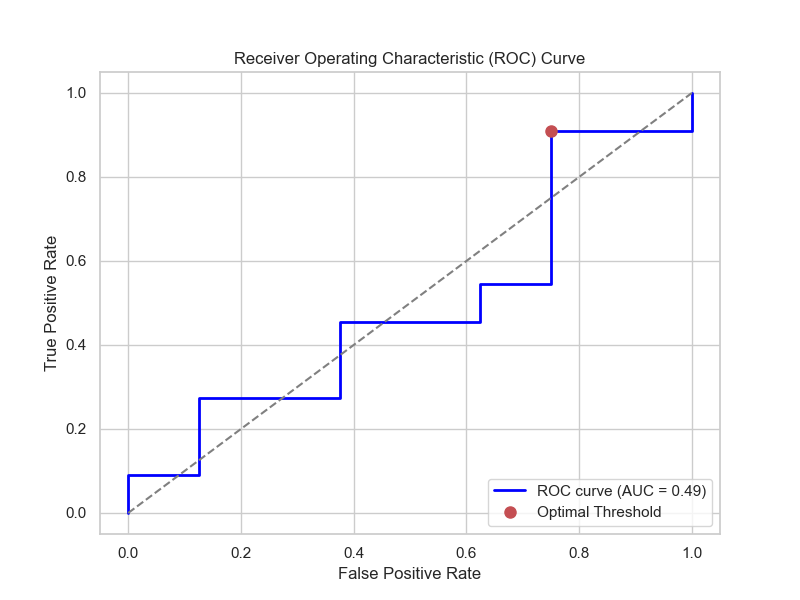 Receiver Operating Characteristic (ROC) Curve
True Positive Rate
1.0
0.8
0.6
0.4
0.2
0.0
0.0 0.2 0.4 0.6 0.8 1.0
False Positive Rate
ROC curve (AUC = 0.49)
Optimal Threshold